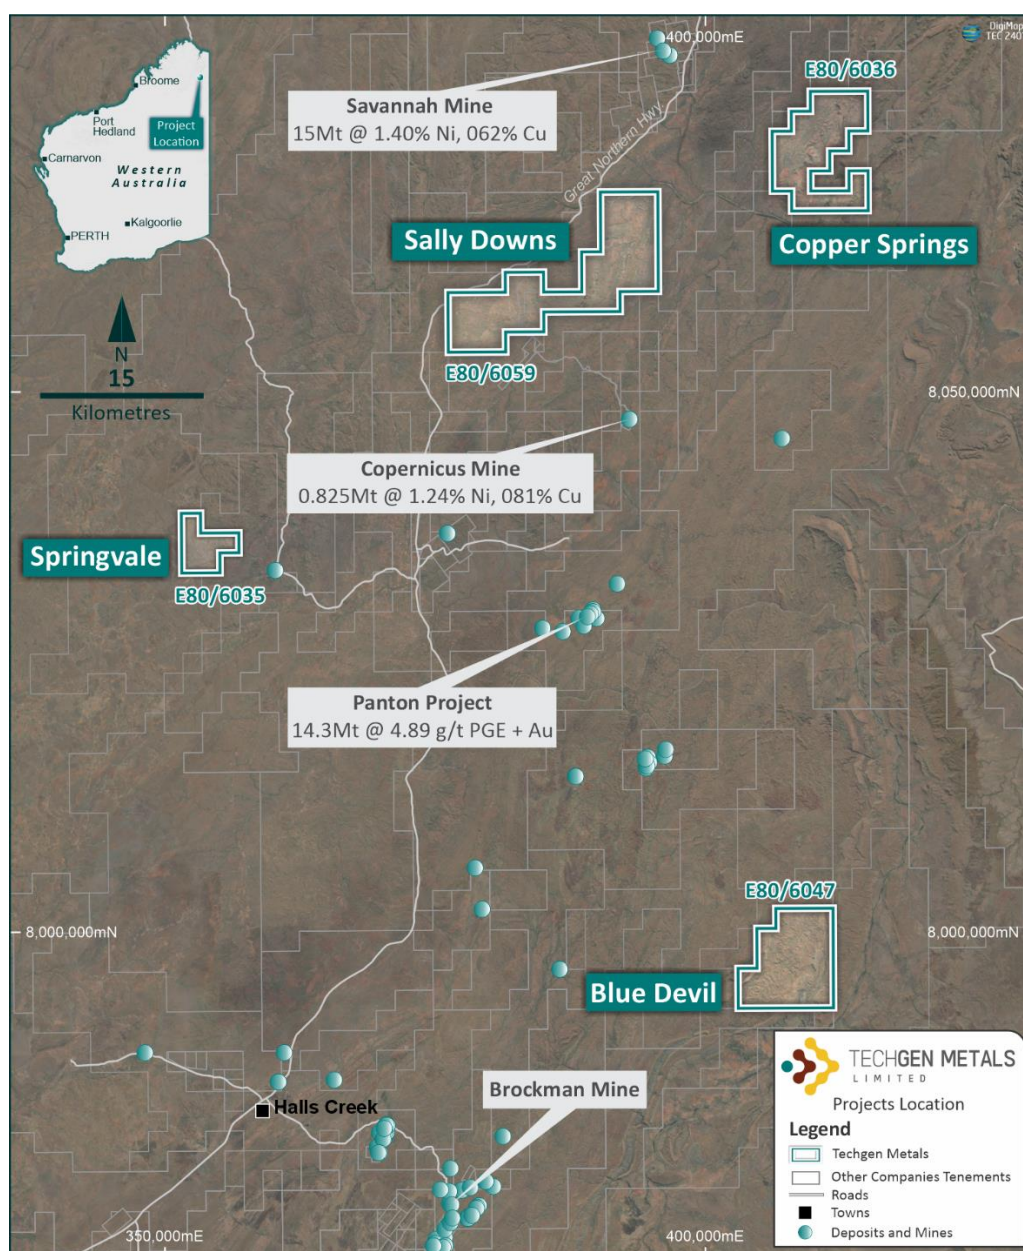 400,000mE
DigiMap
TEC 240
Broome
Port
Hedland
Project
Location
Carnarvon
Western
Australia
Kalgoorlie
PERTH
Savannah Mine
15Mt @ 1.40% Ni, 062% Cu
Great Northern Hwy
E80/6036
Sally Downs
Copper Springs
N
15
Kilometres
E80/6059
8,050,000mN
Copernicus Mine
0.825Mt @ 1.24% Ni, 081% Cu
Springvale
E80/6035
Panton Project
14.3Mt @ 4.89 g/t PGE + Au
E80/6047
8,000,000mN
8,000,000mN
Blue Devil
Halls Creek
Brockman Mine
TECHGEN METALS
LIMITED
Projects Location
Legend
Techgen Metals
Other Companies Tenements
Roads
Towns
Deposits and Mines
350,000mE
400,000mE